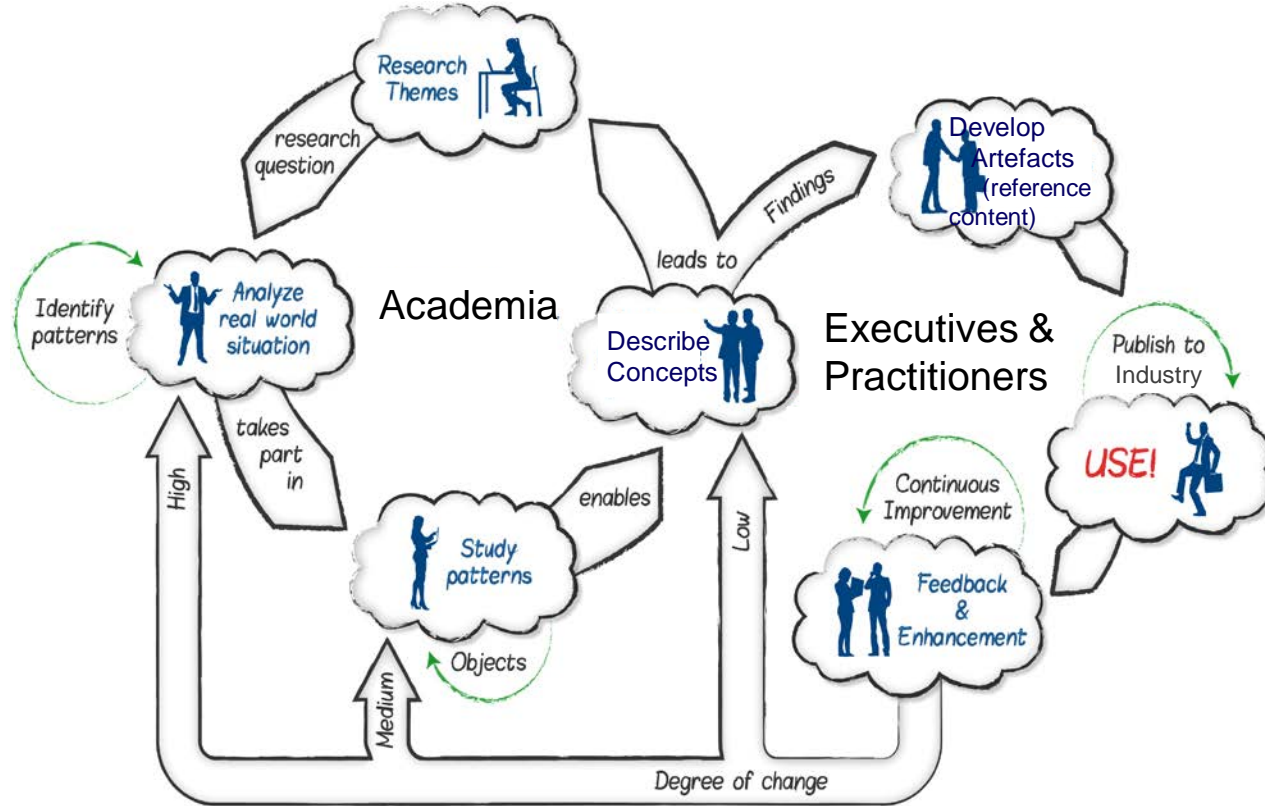 Research
Themes
research
question
Develop
Artefacts
(reference
content)
Findings
leads to
Identify
patterns
Analyze
real world
situation
Academia
Describe
Concepts
Executives &
Practitioners
Publish to
Industry
takes
part
in
enables
USE!
Continuous
Improvement
High
Study
patterns
Low
Feedback
&
Enhancement
Objects
Medium
Degree of change